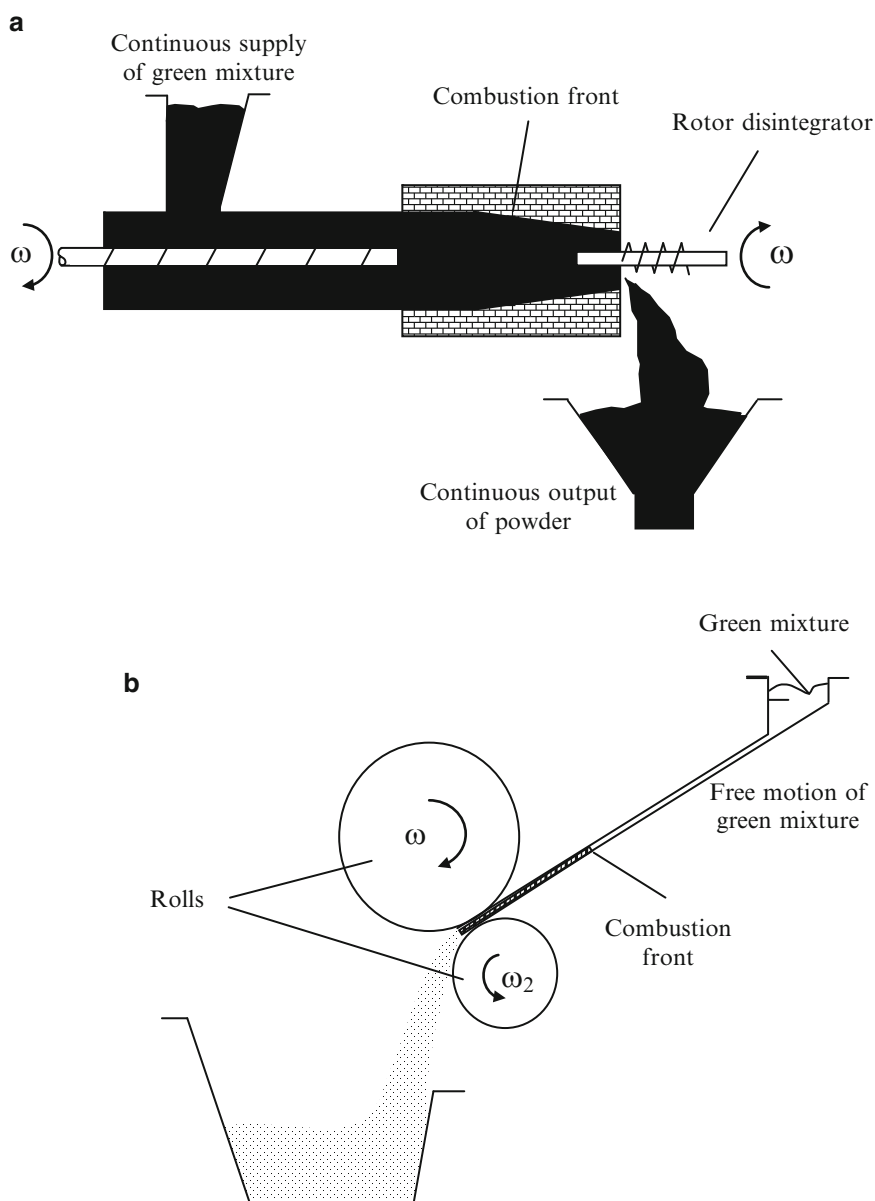 a
Continuous supply
of green mixture
Combustion front
Rotor disintegrator
ω
ω
Continuous output
of powder
b
Green mixture
Free motion of
green mixture
ω
Rolls
Combustion
front
ω₂